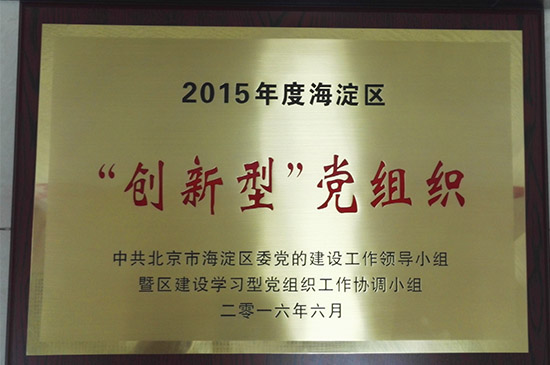 2015年度海淀区
“创新型”党组织
中共北京市海淀区委党的建设工作领导小组
暨区建设学习型党组织工作协调小组
二零一六年六月